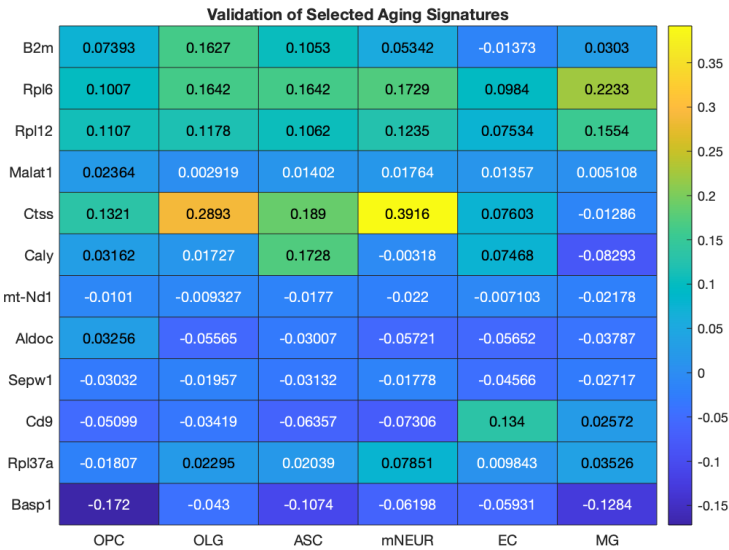 Validation of Selected Aging Signatures
B2m 0.07393 0.1627 0.1053 0.05342 -0.01373 0.0303
Rpl6 0.1007 0.1642 0.1642 0.1729 0.0984 0.2233
Rpl12 0.1107 0.1178 0.1062 0.1235 0.07534 0.1554
Malat1 0.02364 0.002919 0.01402 0.01764 0.01357 0.005108
Ctss 0.1321 0.2893 0.189 0.3916 0.07603 -0.01286
Caly 0.03162 0.01727 0.1728 -0.00318 0.07468 -0.08293
mt-Nd1 -0.0101 -0.009327 -0.0177 -0.022 -0.007103 -0.02178
Aldoc 0.03256 -0.05565 -0.03007 -0.05721 -0.05652 -0.03787
Sepw1 -0.03032 -0.01957 -0.03132 -0.01778 -0.04566 -0.02717
Cd9 -0.05099 -0.03419 -0.06357 -0.07306 0.134 0.02572
Rpl37a -0.01807 0.02295 0.02039 0.07851 0.009843 0.03526
Basp1 -0.172 -0.043 -0.1074 -0.06198 -0.05931 -0.1284
OPC OLG ASC mNEUR EC MG
0.35
0.3
0.25
0.2
0.15
0.1
0.05
0
-0.05
-0.1
-0.15